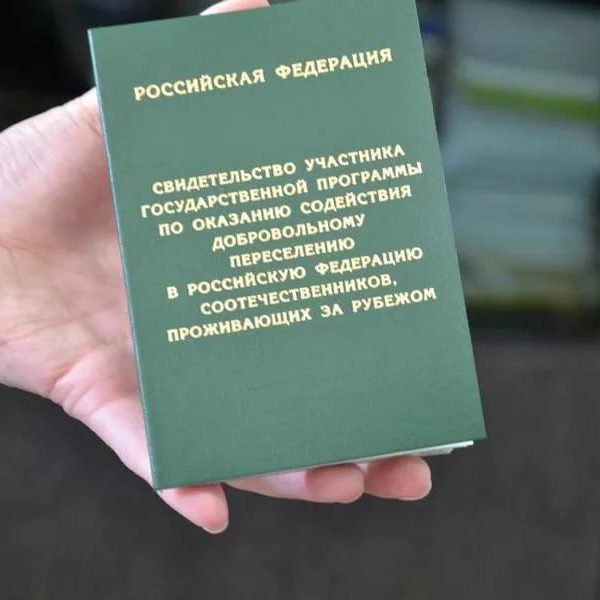 РОССИЙСКАЯ ФЕДЕРАЦИЯ
СВИДЕТЕЛЬСТВО УЧАСТНИКА
ГОСУДАРСТВЕННОЙ ПРОГРАММЫ
ПО ОКАЗАНИЮ СОДЕЙСТВИЯ
ДОБРОВОЛЬНОМУ
ПЕРЕСЕЛЕНИЮ
В РОССИЙСКУЮ ФЕДЕРАЦИЮ
СООТЕЧЕСТВЕННИКОВ,
ПРОЖИВАЮЩИХ ЗА РУБЕЖОМ